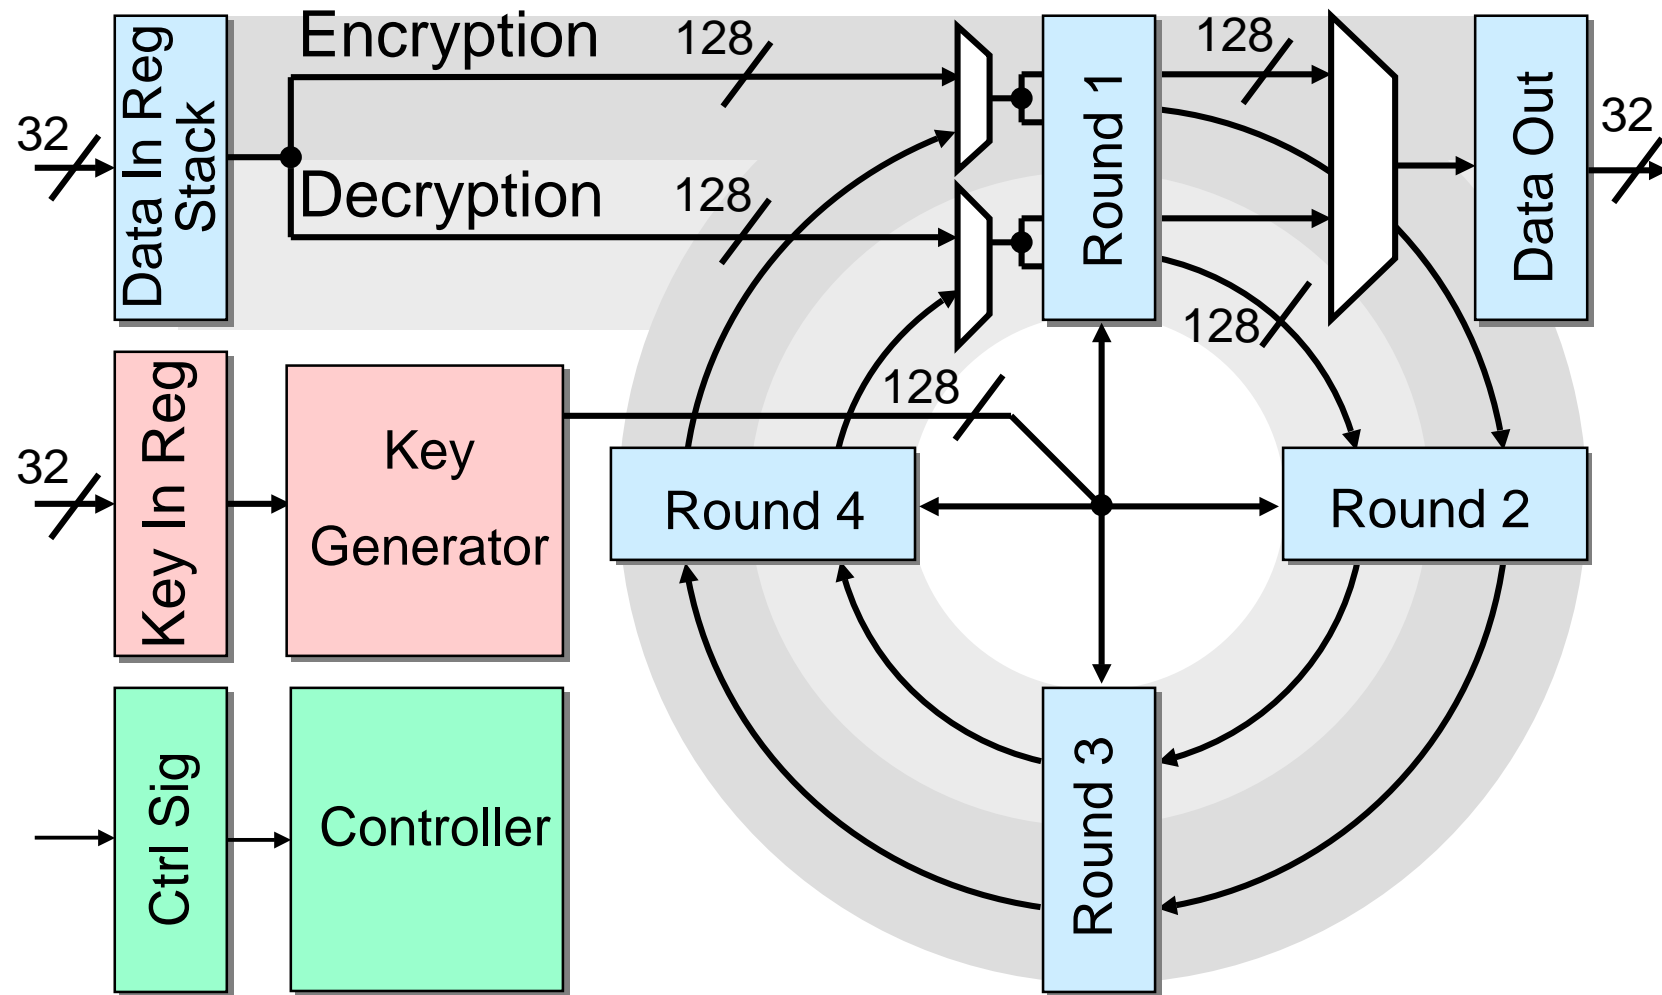 Encryption
128
128
Data In Reg
Stack
32
Round 1
Data Out
32
Decryption
128
128
Key In Reg
32
Key
Generator
128
Round 4
Round 2
Ctrl Sig
Controller
Round 3